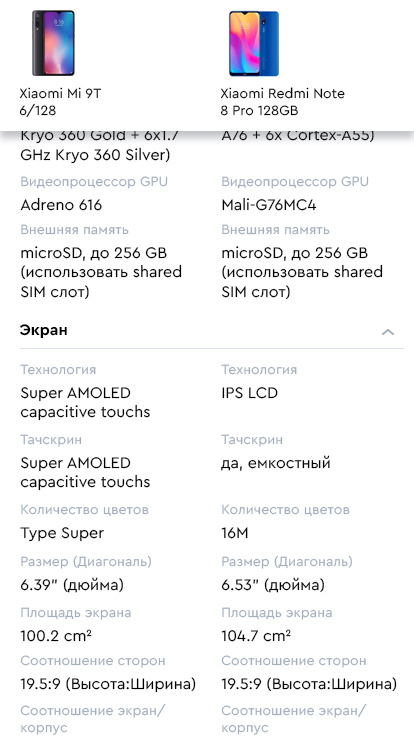 Xiaomi Mi 9T
6/128
Xiaomi Redmi Note
8 Pro 128GB
Kryo 360 Gold + 6x1.7
GHz Kryo 360 Silver)
A76 + 6x Cortex-A55)
Видеопроцессор GPU
Видеопроцессор GPU
Adreno 616
Mali-G76MC4
Внешняя память
Внешняя память
microSD, до 256 GB
(использовать shared
SIM слот)
microSD, до 256 GB
(использовать shared
SIM слот)
Экран
Технология
Технология
Super AMOLED
capacitive touchs
IPS LCD
Тачскрин
Тачскрин
Super AMOLED
capacitive touchs
да, емкостный
Количество цветов
Количество цветов
Type Super
16M
Размер (Диагональ)
Размер (Диагональ)
6.39" (дюйма)
6.53" (дюйма)
Площадь экрана
Площадь экрана
100.2 cm²
104.7 cm²
Соотношение сторон
Соотношение сторон
19.5:9 (Высота:Ширина)
19.5:9 (Высота:Ширина)
Соотношение экран/
корпус
Соотношение экран/
корпус